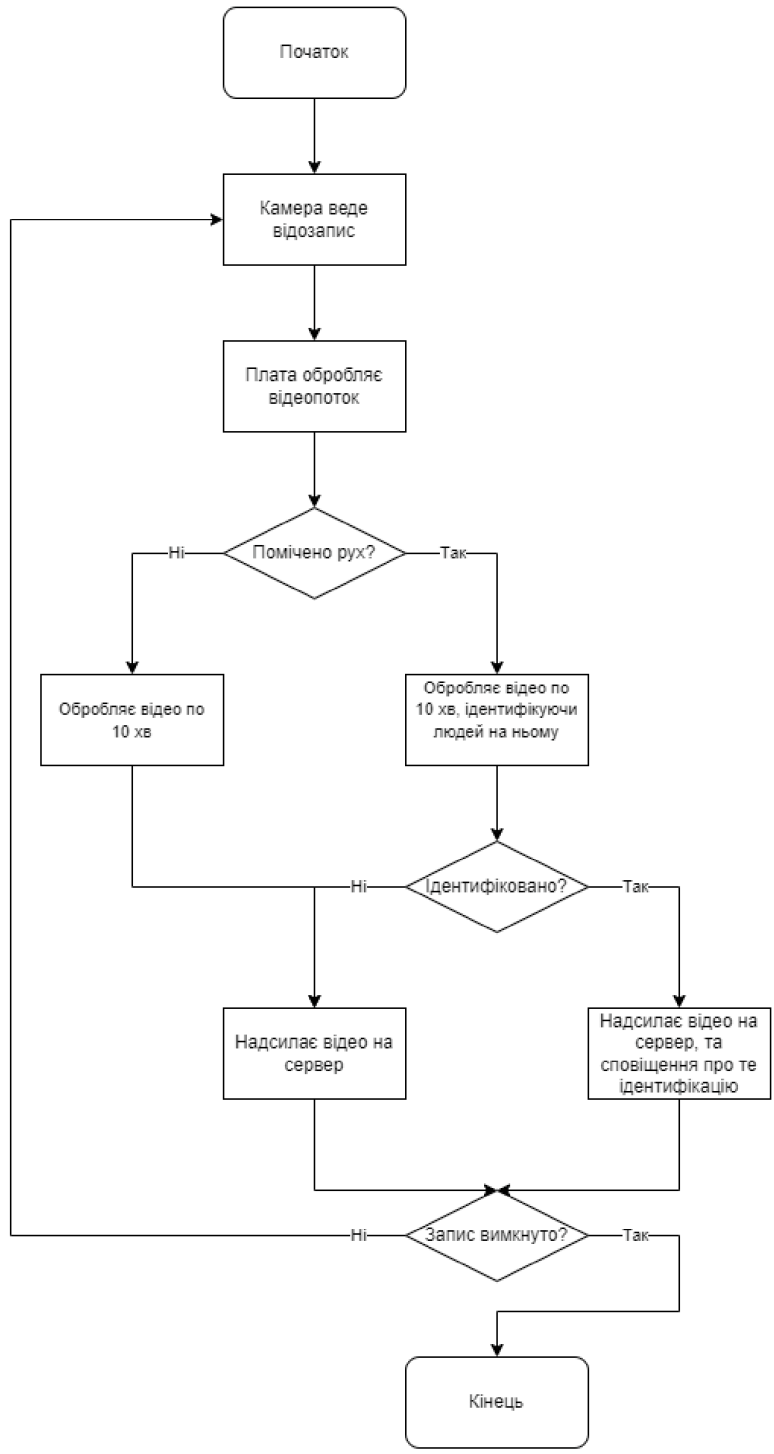 Початок
Камера веде
відозапис
Плата обробляє
відеопоток
Помічено рух?
Ні
Так
Обробляє відео по
10 хв
Обробляє відео по
10 хв, ідентифікуючи
людей на ньому
Ідентифіковано?
Ні
Так
Надсилає відео на
сервер
Надсилає відео на
сервер, та
сповіщення про те
ідентифікацію
Запис вимкнуто?
Ні
Так
Кінець